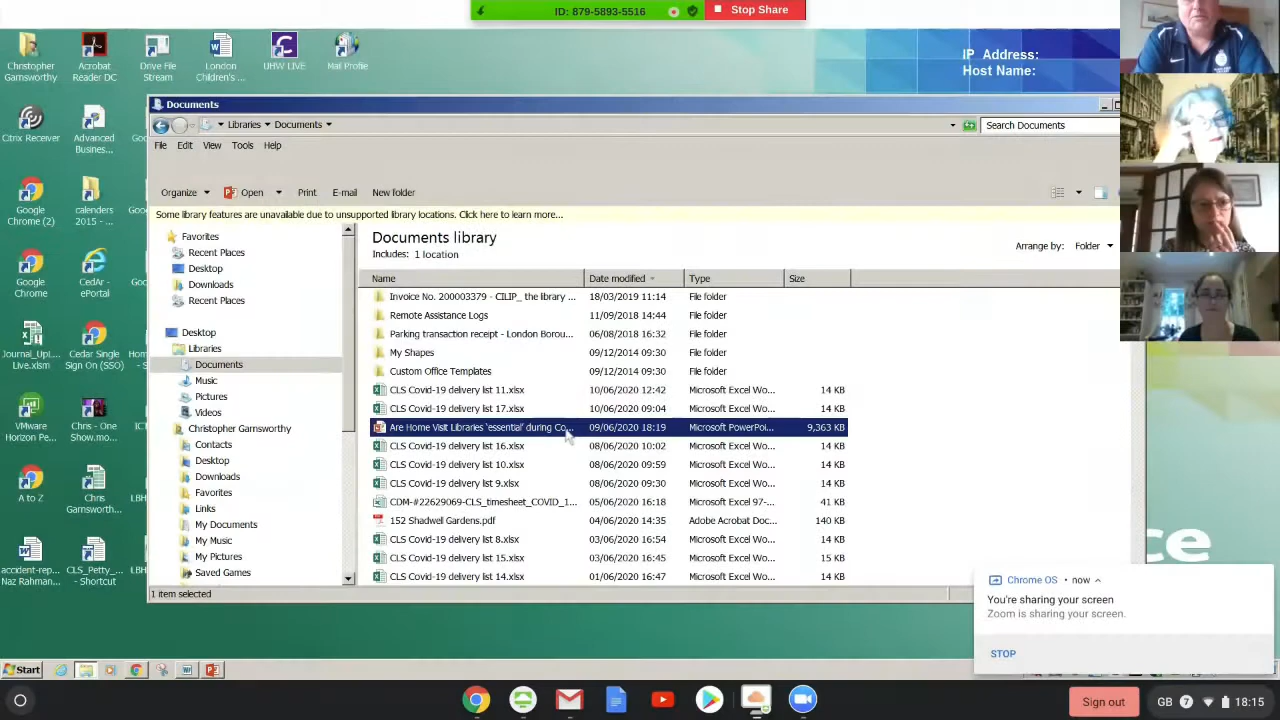 ID: 879-5893-5516
Stop Share
IP Address:
Host Name:
Christopher Garnsworthy
Acrobat Reader DC
Drive File Stream
London Children's ...
UHW LIVE
Mail Profile
Citrix Receiver
Advanced Busines...
Goo
Google Chrome (2)
calenders 2015 - ...
Google Chrome
CedAr - ePortal
Journal_UpL... Live.xlsm
Cedar Single Sign On (SSO)
VMware Horizon Pe...
Chris - One Show.mo...
A to Z
Chris Garnsworth...
accident-rep... Naz Rahman...
CLS_Petty_... - Shortcut
Documents
Libraries Documents
Search Documents
File Edit View Tools Help
Organize Open Print E-mail New folder
Some library features are unavailable due to unsupported library locations. Click here to learn more...
Favorites
Recent Places
Desktop
Downloads
Recent Places
Desktop
Libraries
Documents
Music
Pictures
Videos
Christopher Garnsworthy
Contacts
Desktop
Downloads
Favorites
Links
My Documents
My Music
My Pictures
Saved Games
Documents library
Includes: 1 location
Arrange by: Folder
Name Date modified Type Size
Invoice No. 200003379 - CILIP_ the library ... 18/03/2019 11:14 File folder
Remote Assistance Logs 11/09/2018 14:44 File folder
Parking transaction receipt - London Borou... 06/08/2018 16:32 File folder
My Shapes 09/12/2014 09:30 File folder
Custom Office Templates 09/12/2014 09:30 File folder
CLS Covid-19 delivery list 11.xlsx 10/06/2020 12:42 Microsoft Excel Wo... 14 KB
CLS Covid-19 delivery list 17.xlsx 10/06/2020 09:04 Microsoft Excel Wo... 14 KB
Are Home Visit Libraries 'essential' during Co... 09/06/2020 18:19 Microsoft PowerPoi... 9,363 KB
CLS Covid-19 delivery list 16.xlsx 08/06/2020 10:02 Microsoft Excel Wo... 14 KB
CLS Covid-19 delivery list 10.xlsx 08/06/2020 09:59 Microsoft Excel Wo... 14 KB
CLS Covid-19 delivery list 9.xlsx 08/06/2020 09:30 Microsoft Excel Wo... 14 KB
CDM-#22629069-CLS_timesheet_COVID_1... 05/06/2020 16:18 Microsoft Excel 97-... 41 KB
152 Shadwell Gardens.pdf 04/06/2020 14:35 Adobe Acrobat Doc... 140 KB
CLS Covid-19 delivery list 8.xlsx 03/06/2020 16:54 Microsoft Excel Wo... 14 KB
CLS Covid-19 delivery list 15.xlsx 03/06/2020 16:45 Microsoft Excel Wo... 15 KB
CLS Covid-19 delivery list 14.xlsx 01/06/2020 16:47 Microsoft Excel Wo... 14 KB
1 item selected
ce
Chrome OS • now
You're sharing your screen
Zoom is sharing your screen.
STOP
Start
Sign out
GB 7 18:15